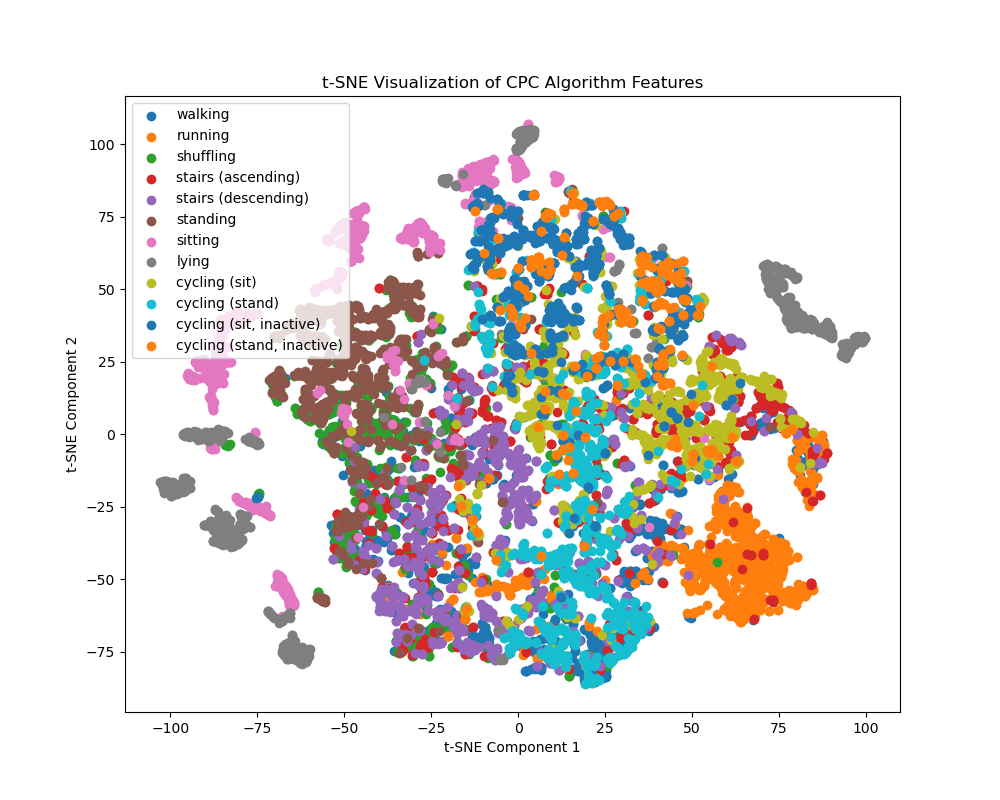 t-SNE Visualization of CPC Algorithm Features
walking
running
shuffling
stairs (ascending)
stairs (descending)
standing
sitting
lying
cycling (sit)
cycling (stand)
cycling (sit, inactive)
cycling (stand, inactive)
t-SNE Component 2
100
75
50
25
0
−25
−50
−75
−100
−75
−50
−25
0
25
50
75
100
t-SNE Component 1